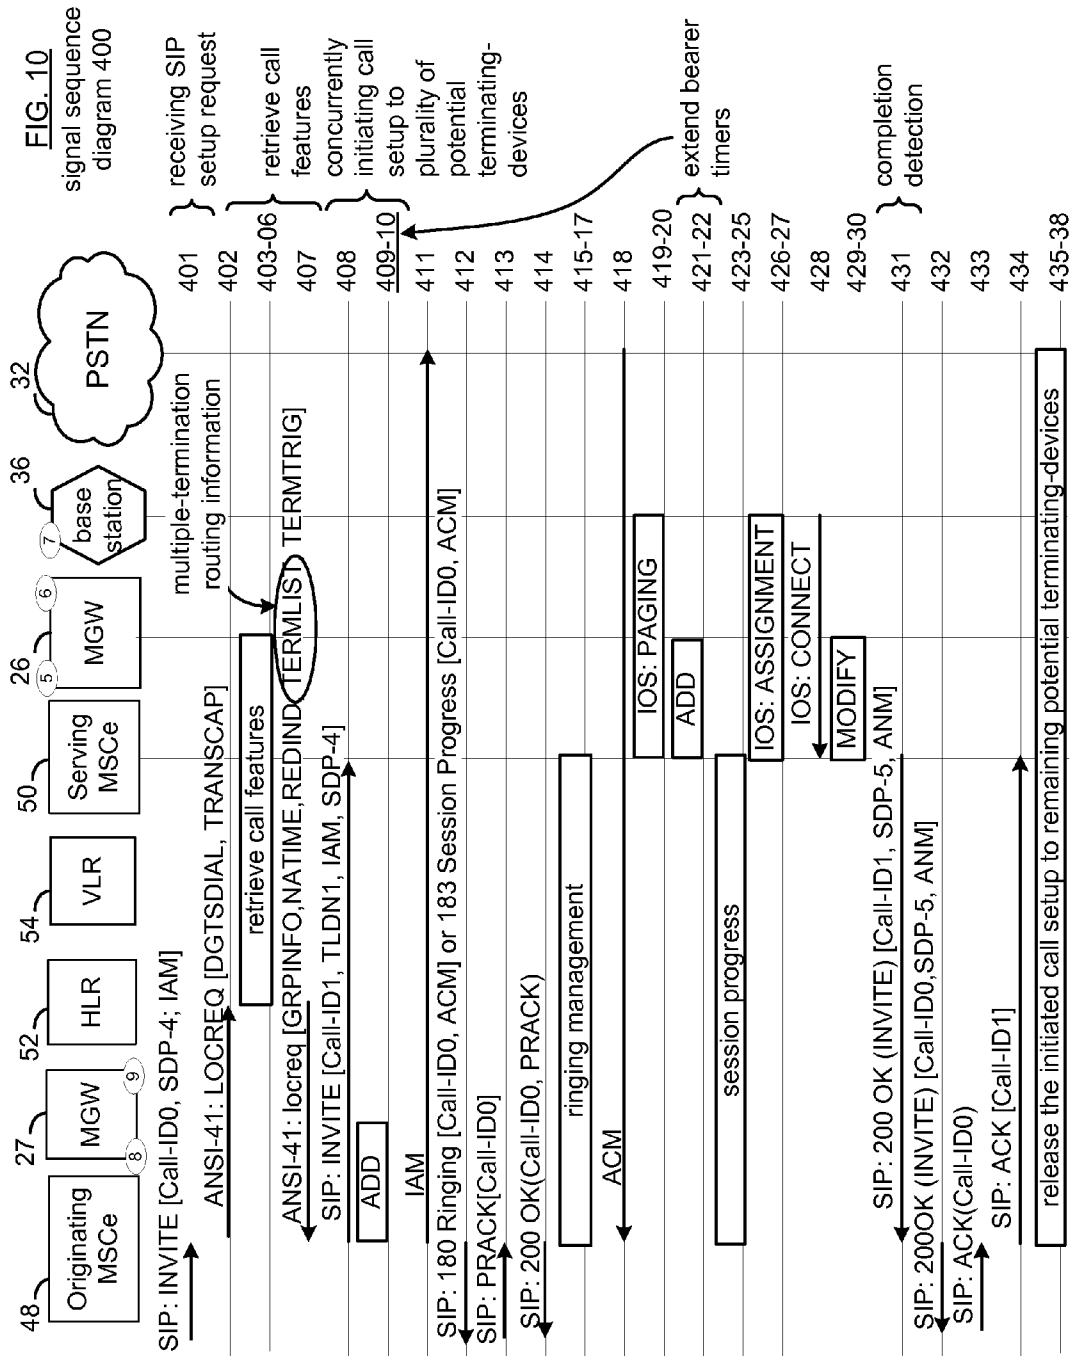 FIG. 10
signal sequence
diagram 400
48
Originating
MSCe
27
MGW
8
9
52
HLR
54
VLR
50
Serving
MSCe
26
MGW
5
6
36
base
station
7
32
PSTN
SIP: INVITE [Call-ID0, SDP-4; IAM]
401
receiving SIP
setup request
ANSI-41: LOCREQ [DGTSDIAL, TRANSCAP]
402
multiple-termination
routing information
retrieve call features
403-06
retrieve call
features
ANSI-41: locreq [GRPINFO,NATIME,REDIND TERMLIST TERMTRIG]
407
SIP: INVITE [Call-ID1, TLDN1, IAM, SDP-4]
408
concurrently
initiating call
setup to
plurality of
potential
terminating-
devices
ADD
409-10
IAM
411
SIP: 180 Ringing [Call-ID0, ACM] or 183 Session Progress [Call-ID0, ACM]
412
SIP: PRACK[Call-ID0]
413
SIP: 200 OK(Call-ID0, PRACK)
414
ringing management
415-17
ACM
418
IOS: PAGING
419-20
ADD
421-22
extend bearer
timers
session progress
423-25
IOS: ASSIGNMENT
426-27
IOS: CONNECT
428
MODIFY
429-30
SIP: 200 OK (INVITE) [Call-ID1, SDP-5, ANM]
431
completion
detection
SIP: 200OK (INVITE) [Call-ID0,SDP-5, ANM]
432
SIP: ACK(Call-ID0)
433
SIP: ACK [Call-ID1]
434
release the initiated call setup to remaining potential terminating-devices
435-38